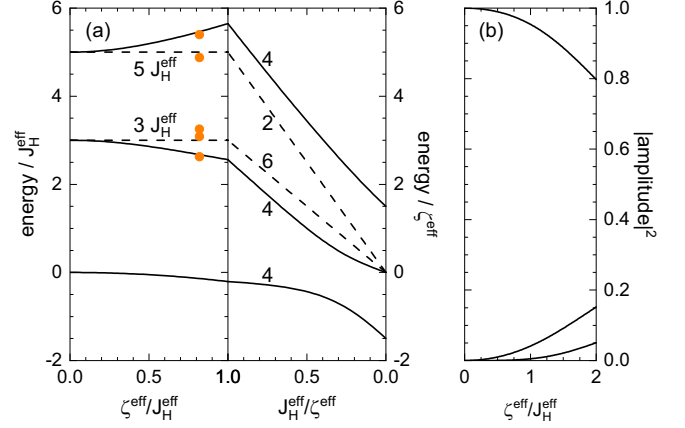 (a)
(b)
6
4
2
0
-2
energy / J_H^eff
5 J_H^eff
3 J_H^eff
4
2
6
4
4
6
4
2
0
-2
energy / ζ^eff
0.0 0.5 1.0 1.0 0.5 0.0
ζ^eff/J_H^eff
J_H^eff/ζ^eff
1.0
0.8
0.6
0.4
0.2
0.0
|amplitude|^2
0 1 2
ζ^eff/J_H^eff